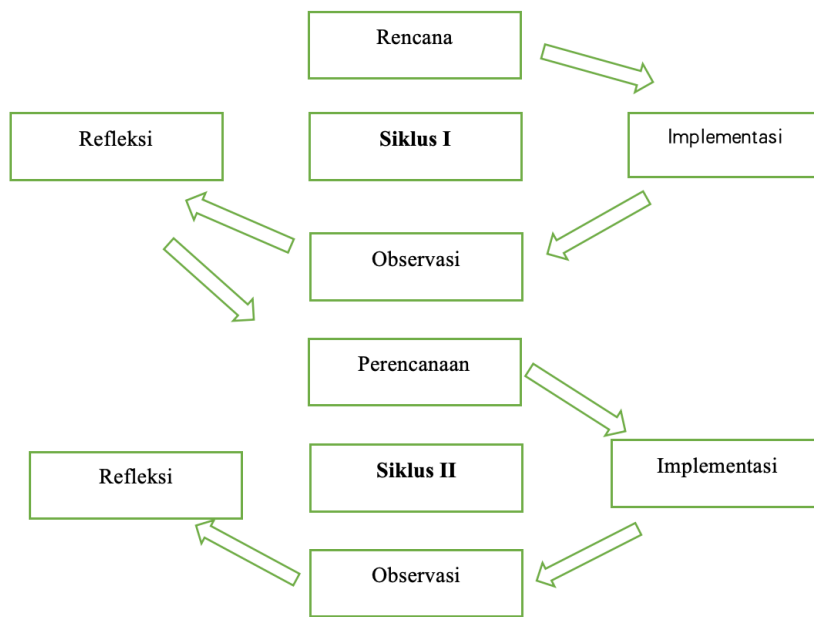 Rencana
Refleksi
Siklus I
Implementasi
Observasi
Perencanaan
Refleksi
Siklus II
Implementasi
Observasi